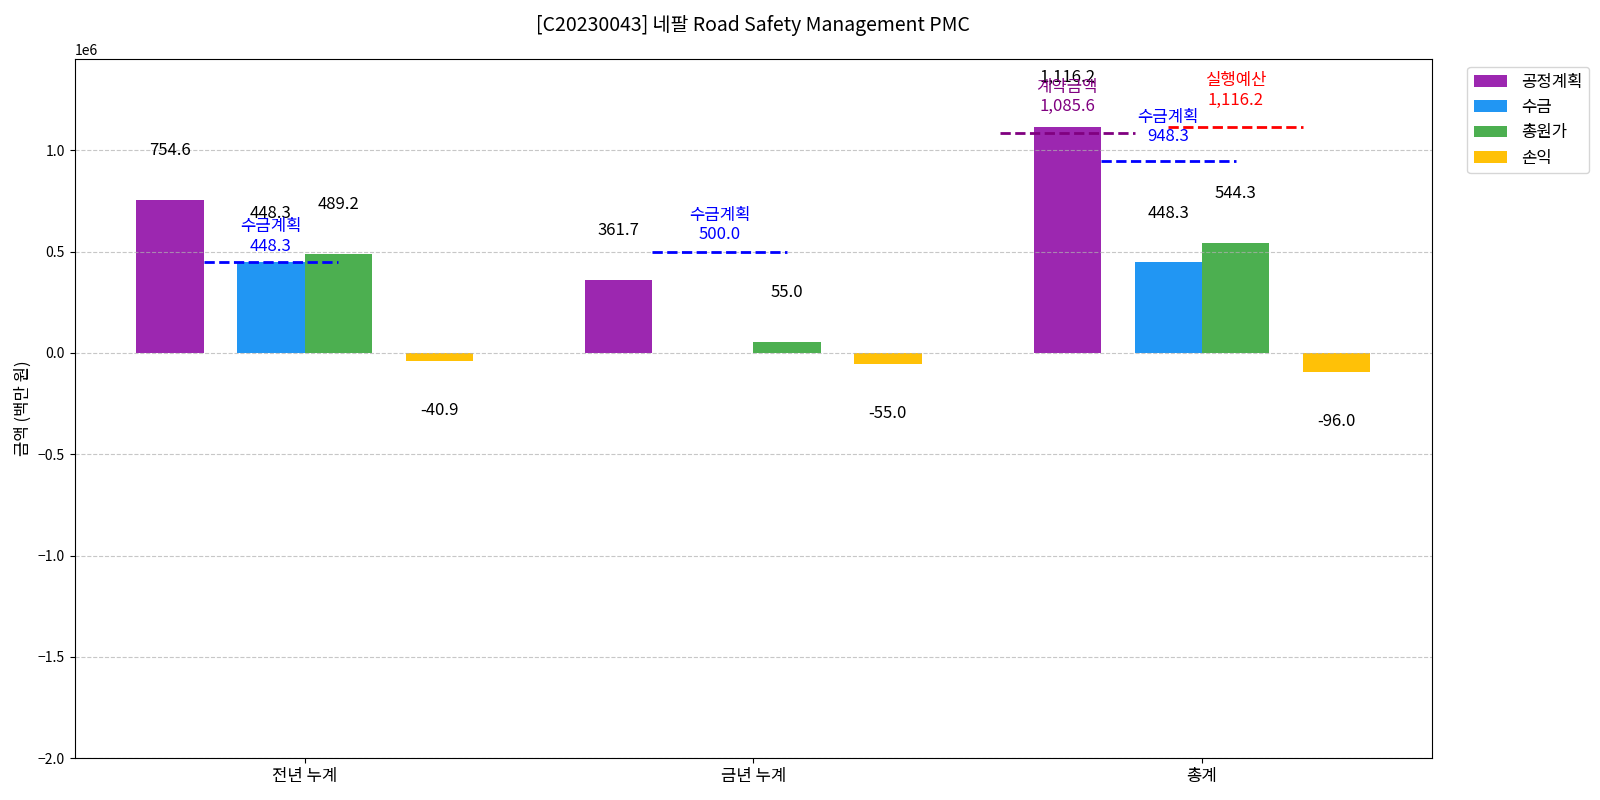 [C20230043] 네팔 Road Safety Management PMC
1e6
공정계획
수금
총원가
손익
금액 (백만 원)
1.0
0.5
0.0
−0.5
−1.0
−1.5
−2.0
754.6
448.3
수금계획
448.3
489.2
-40.9
361.7
수금계획
500.0
55.0
-55.0
1,116.2
계약금액
1,085.6
수금계획
948.3
실행예산
1,116.2
448.3
544.3
-96.0
전년 누계
금년 누계
총계